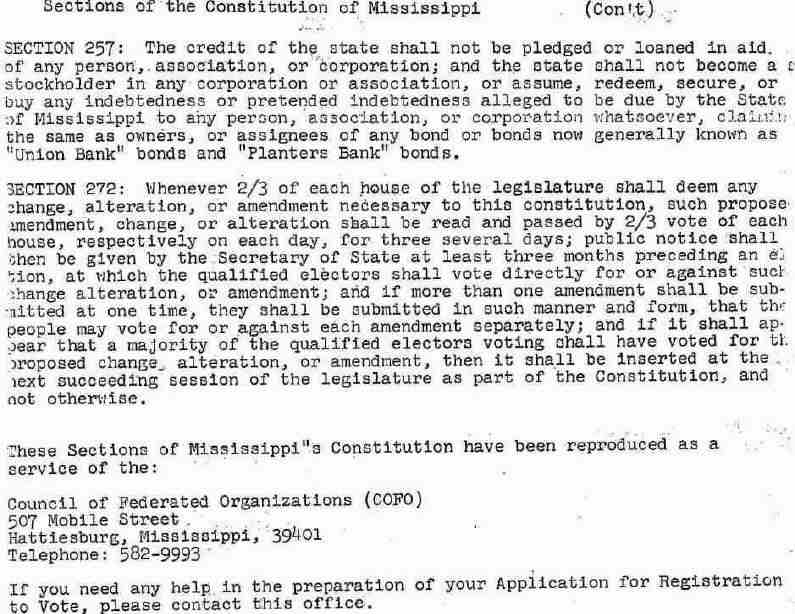 Sections of the Constitution of Mississippi (Con't)
SECTION 257: The credit of the state shall not be pledged or loaned in aid
of any person, association, or corporation; and the state shall not become a
stockholder in any corporation or association, or assume, redeem, secure, or
buy any indebtedness or pretended indebtedness alleged to be due by the State
of Mississippi to any person, association, or corporation whatsoever, claiming
the same as owners, or assignees of any bond or bonds now generally known as
"Union Bank" bonds and "Planters Bank" bonds.
SECTION 272: Whenever 2/3 of each house of the legislature shall deem any
change, alteration, or amendment necessary to this constitution, such propose
amendment, change, or alteration shall be read and passed by 2/3 vote of each
house, respectively on each day, for three several days; public notice shall
then be given by the Secretary of State at least three months preceding an el
tion, at which the qualified electors shall vote directly for or against such
change alteration, or amendment; and if more than one amendment shall be sub-
mitted at one time, they shall be submitted in such manner and form, that the
people may vote for or against each amendment separately; and if it shall ap-
pear that a majority of the qualified electors voting shall have voted for th
proposed change, alteration, or amendment, then it shall be inserted at the
next succeeding session of the legislature as part of the Constitution, and
not otherwise.
These Sections of Mississippi"s Constitution have been reproduced as a
service of the:
Council of Federated Organizations (COFO)
507 Mobile Street
Hattiesburg, Mississippi, 39401
Telephone: 582-9993
If you need any help in the preparation of your Application for Registration
to Vote, please contact this office.